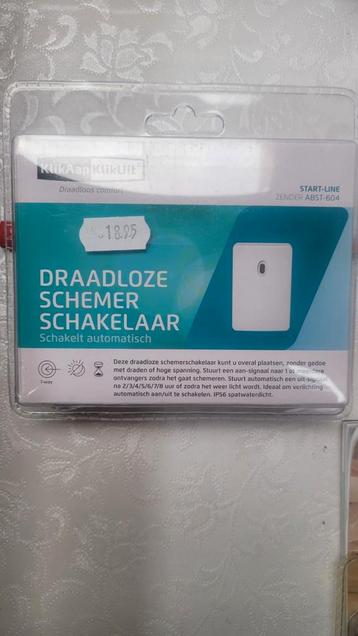 KlikAanKlikUit
Draadloos comfort
START-LINE
ZENDER ABST-604
18.95
DRAADLOZE
SCHEMER
SCHAKELAAR
Schakelt automatisch
1-way
Deze draadloze schemerschakelaar kunt u overal plaatsen, zonder gedoe
met draden of hoge spanning. Stuurt een aan-signaal naar 1 of meerdere
ontvangers zodra het gaat schemeren. Stuurt automatisch een uit-signaal
na 2/3/4/5/6/7/8 uur of zodra het weer licht wordt. Ideaal om verlichting
automatisch aan/uit te schakelen. IP56 spatwaterdicht.